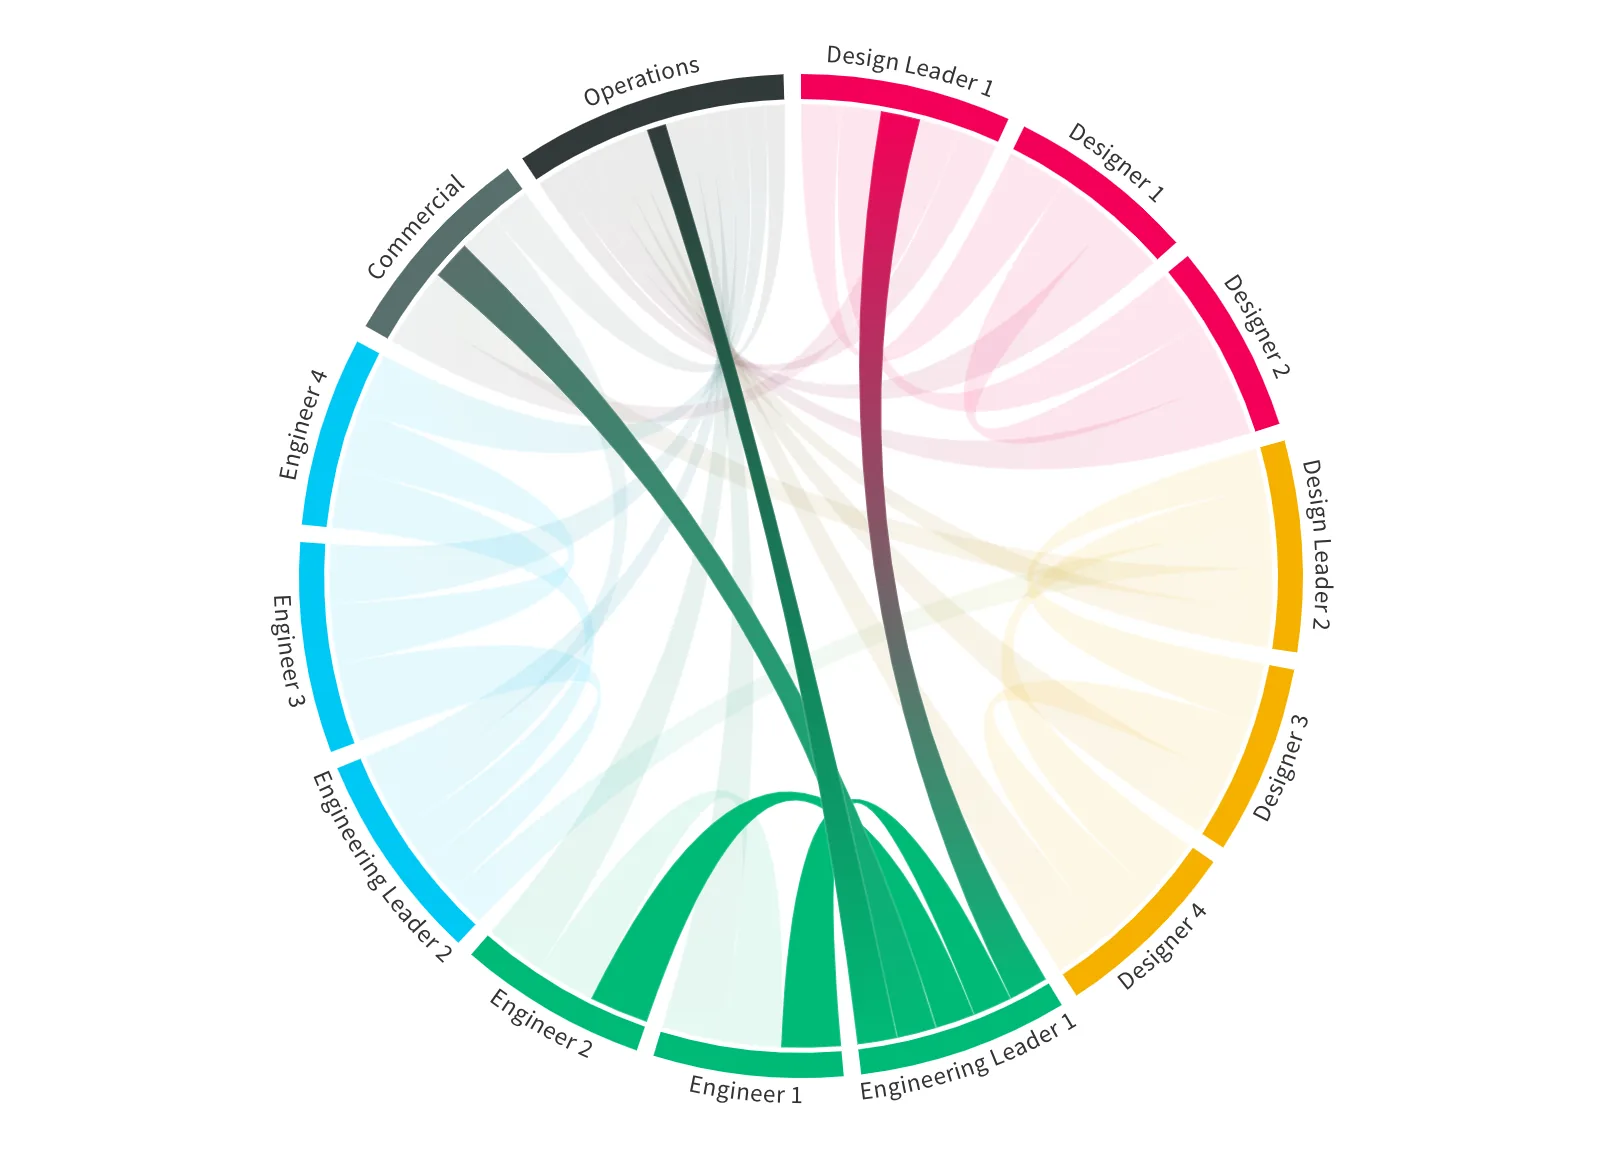 Design Leader 1
Designer 1
Designer 2
Design Leader 2
Designer 3
Designer 4
Engineering Leader 1
Engineer 1
Engineer 2
Engineering Leader 2
Engineer 3
Engineer 4
Commercial
Operations